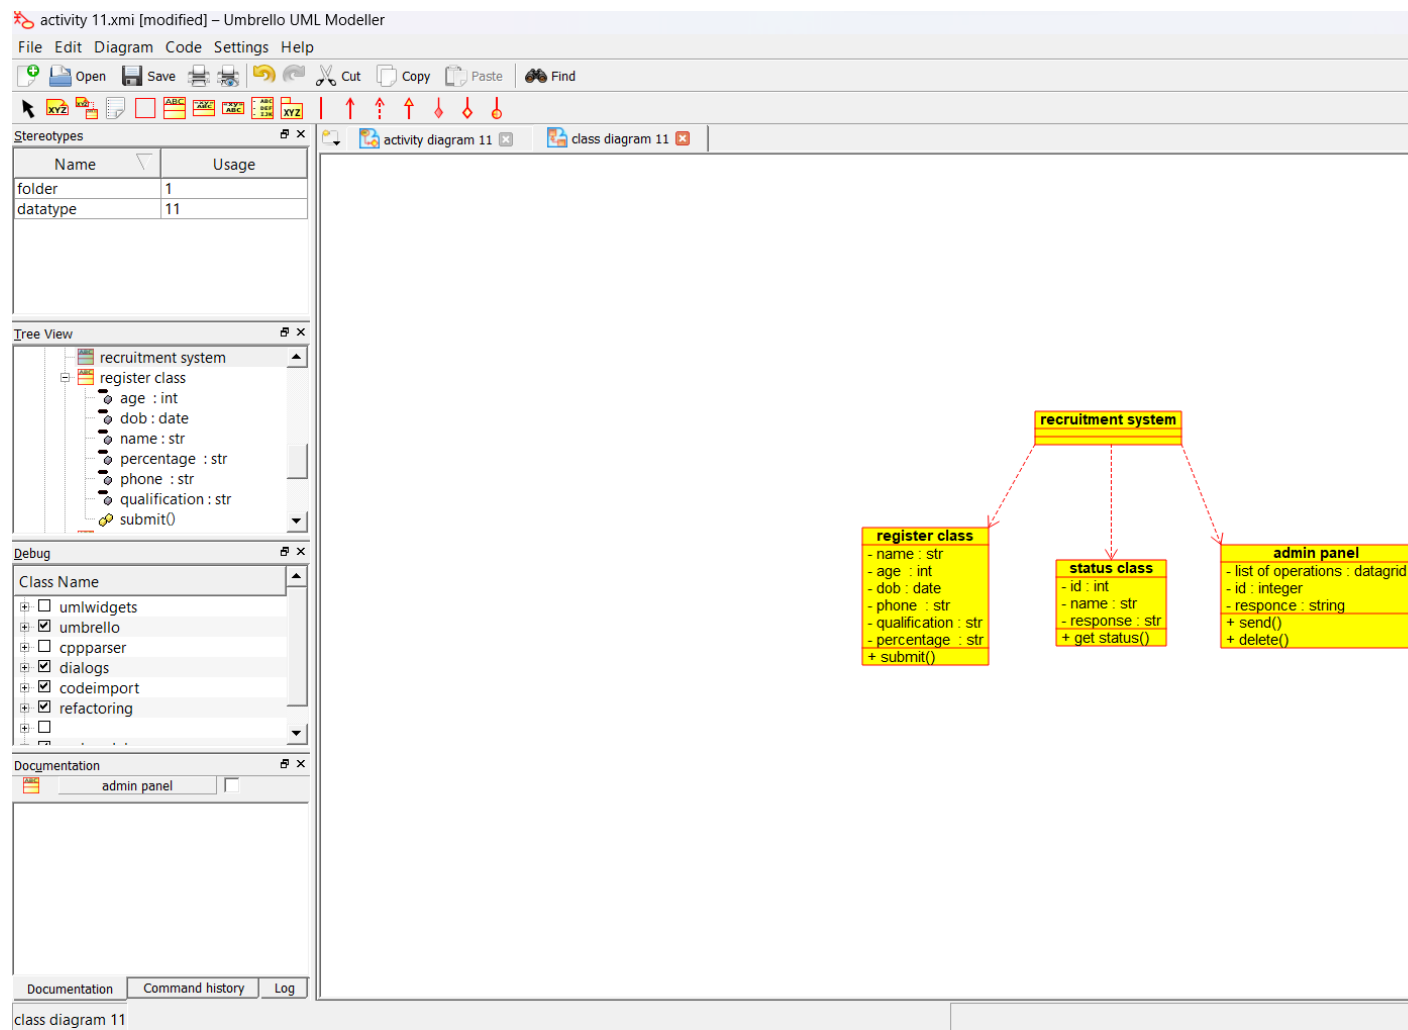 activity 11.xmi [modified] – Umbrello UML Modeller
File Edit Diagram Code Settings Help
Open Save Cut Copy Paste Find
Stereotypes
activity diagram 11 class diagram 11
Name Usage
folder 1
datatype 11
Tree View
recruitment system
register class
age : int
dob : date
name : str
percentage : str
phone : str
qualification : str
submit()
Debug
Class Name
umlwidgets
umbrello
cppparser
dialogs
codeimport
refactoring
Documentation
admin panel
Documentation Command history Log
class diagram 11
recruitment system
register class
- name : str
- age : int
- dob : date
- phone : str
- qualification : str
- percentage : str
+ submit()
status class
- id : int
- name : str
- response : str
+ get status()
admin panel
- list of operations : datagrid
- id : integer
- responce : string
+ send()
+ delete()